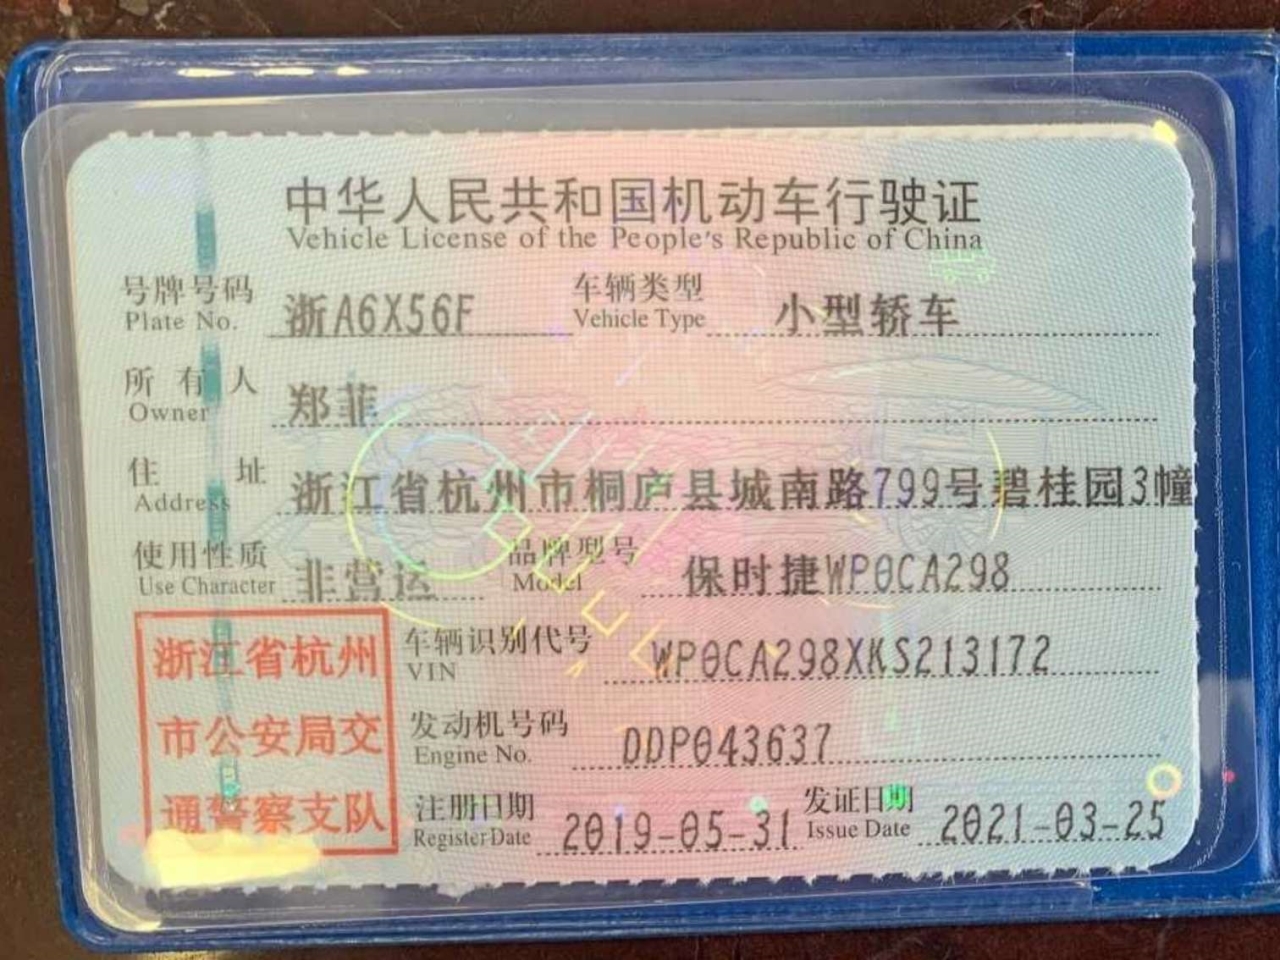 中华人民共和国机动车行驶证
Vehicle License of the People's Republic of China
号牌号码 浙A6X56F 车辆类型 小型轿车
Plate No. Vehicle Type
所有人 郑菲
Owner
住址 浙江省杭州市桐庐县城南路799号碧桂园3幢
Address
使用性质 非营运 品牌型号 保时捷WP0CA298
Use Character Model
浙江省杭州
市公安局交
通警察支队
车辆识别代号 WP0CA298XKS213172
VIN
发动机号码 DDP043637
Engine No.
注册日期 2019-05-31 发证日期 2021-03-25
Register Date Issue Date